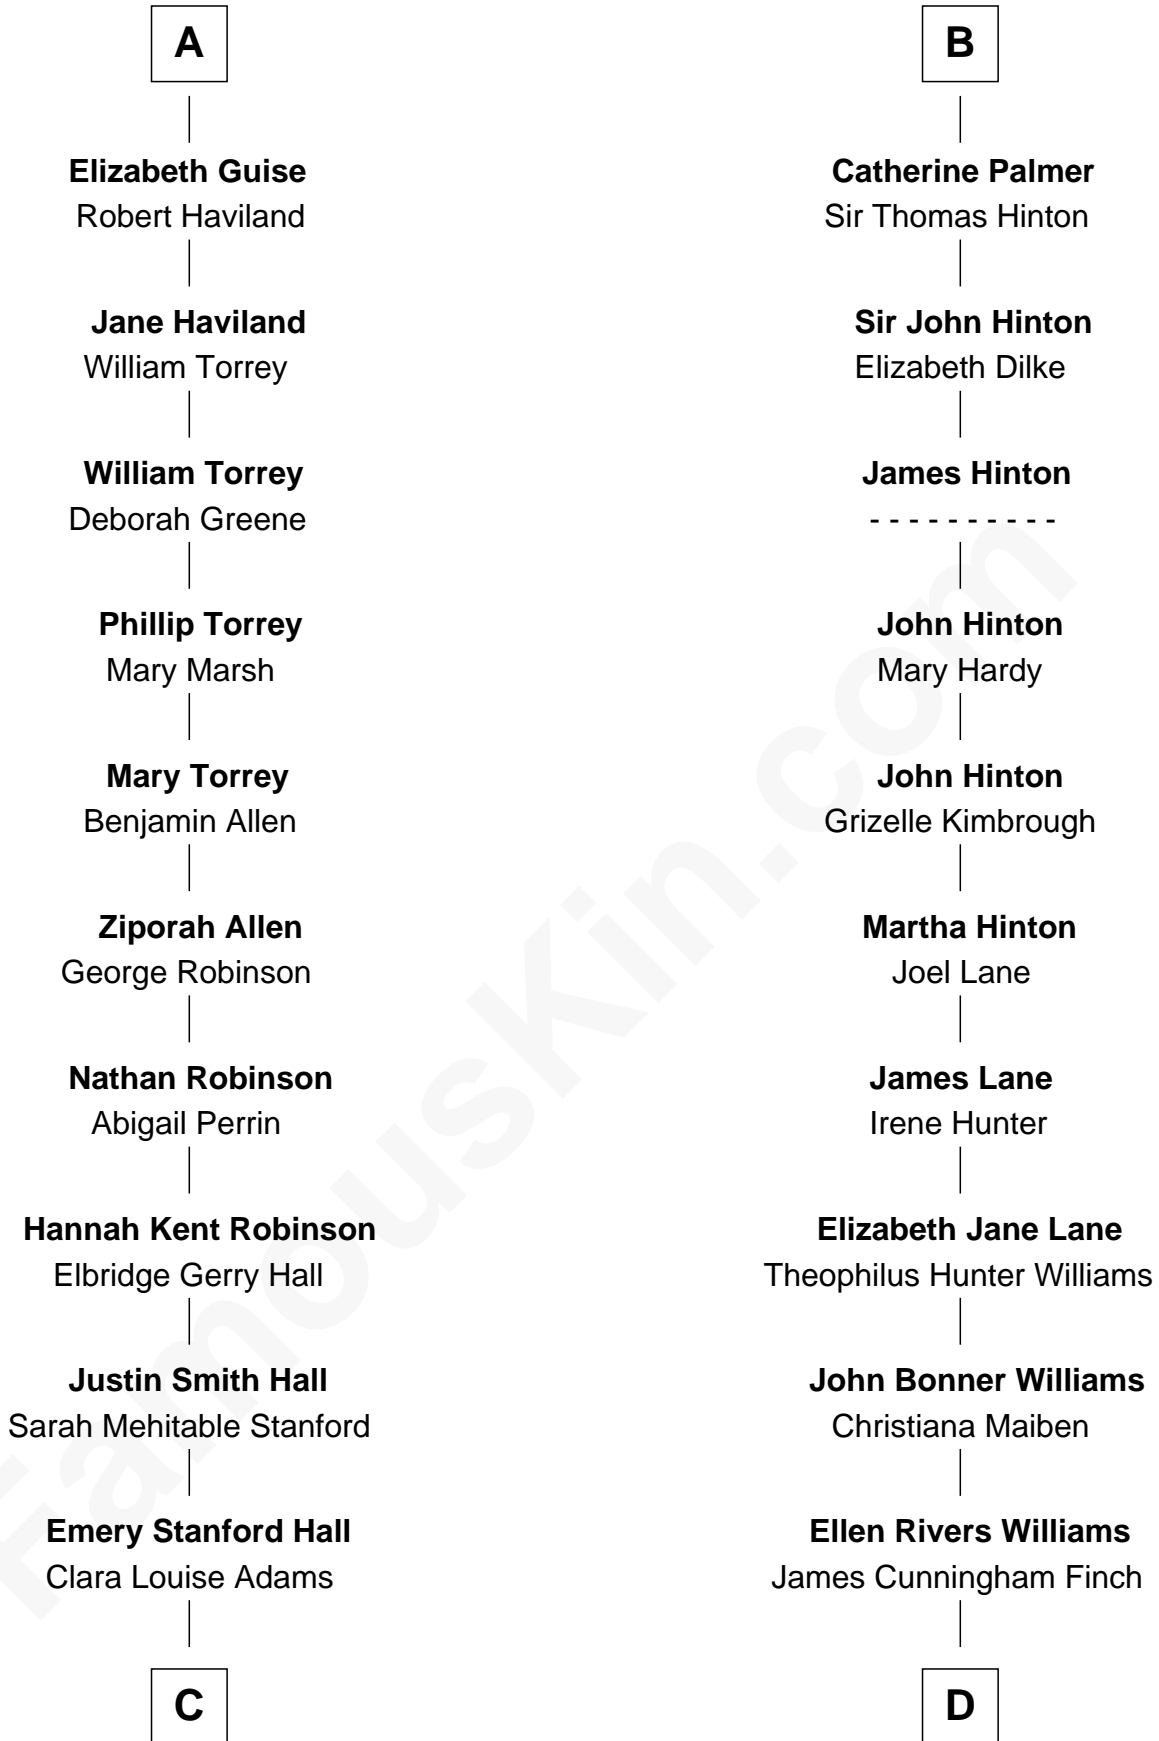 A
Elizabeth Guise
Robert Haviland
Jane Haviland
William Torrey
William Torrey
Deborah Greene
Phillip Torrey
Mary Marsh
Mary Torrey
Benjamin Allen
Ziporah Allen
George Robinson
Nathan Robinson
Abigail Perrin
Hannah Kent Robinson
Elbridge Gerry Hall
Justin Smith Hall
Sarah Mehitable Stanford
Emery Stanford Hall
Clara Louise Adams
C
B
Catherine Palmer
Sir Thomas Hinton
Sir John Hinton
Elizabeth Dilke
James Hinton
- - - - - - - - - -
John Hinton
Mary Hardy
John Hinton
Grizelle Kimbrough
Martha Hinton
Joel Lane
James Lane
Irene Hunter
Elizabeth Jane Lane
Theophilus Hunter Williams
John Bonner Williams
Christiana Maiben
Ellen Rivers Williams
James Cunningham Finch
D
FamousKin.com